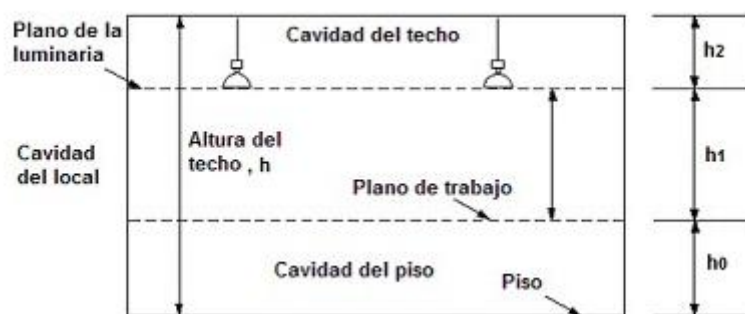 Plano de la
luminaria
Cavidad del techo
h2
Cavidad
del local
Altura del
techo , h
h1
Plano de trabajo
Cavidad del piso
h0
Piso